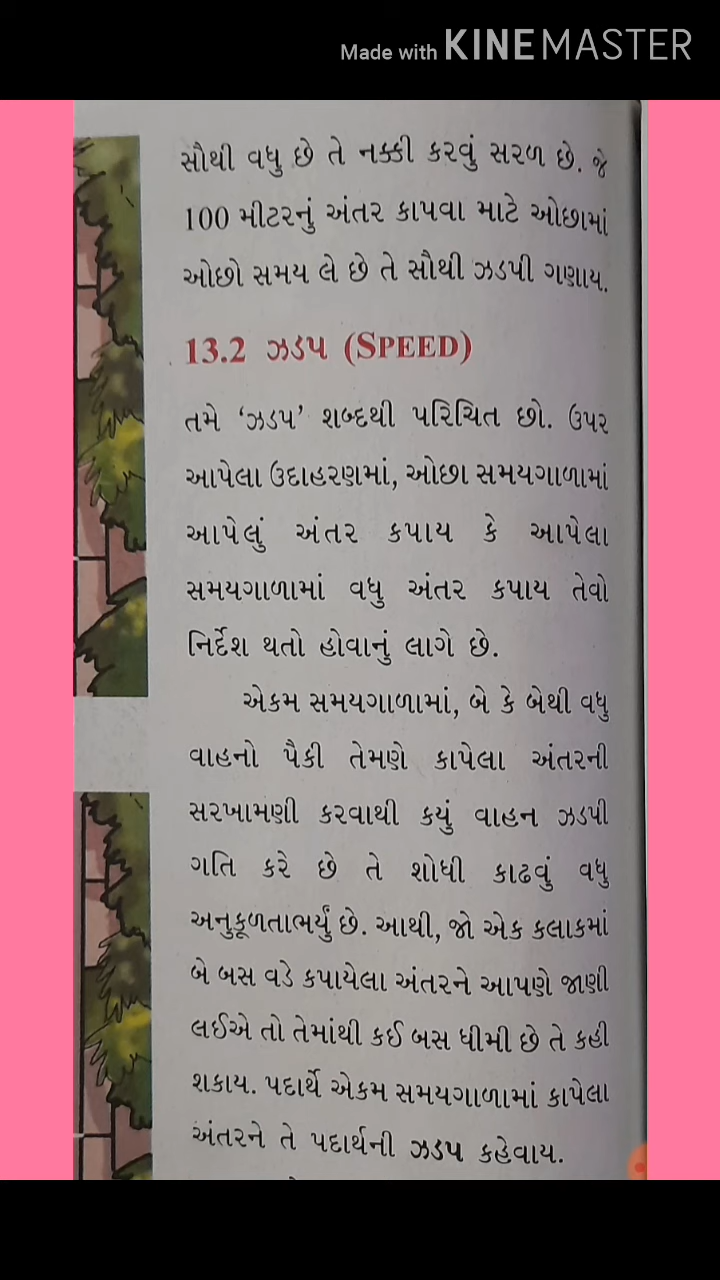 Made with KINEMASTER
સૌથી વધુ છે તે નક્કી કરવું સરળ છે. જે
100 મીટરનું અંતર કાપવા માટે ઓછામાં
ઓછો સમય લે છે તે સૌથી ઝડપી ગણાય.
13.2 ઝડપ (SPEED)
તમે ‘ઝડપ’ શબ્દથી પરિચિત છો. ઉપર
આપેલા ઉદાહરણમાં, ઓછા સમયગાળામાં
આપેલું અંતર કપાય કે આપેલા
સમયગાળામાં વધુ અંતર કપાય તેવો
નિર્દેશ થતો હોવાનું લાગે છે.
એકમ સમયગાળામાં, બે કે બેથી વધુ
વાહનો પૈકી તેમણે કાપેલા અંતરની
સરખામણી કરવાથી કયું વાહન ઝડપી
ગતિ કરે છે તે શોધી કાઢવું વધુ
અનુકૂળતાભર્યું છે. આથી, જો એક કલાકમાં
બે બસ વડે કપાયેલા અંતરને આપણે જાણી
લઈએ તો તેમાંથી કઈ બસ ધીમી છે તે કહી
શકાય. પદાર્થે એકમ સમયગાળામાં કાપેલા
અંતરને તે પદાર્થની ઝડપ કહેવાય.